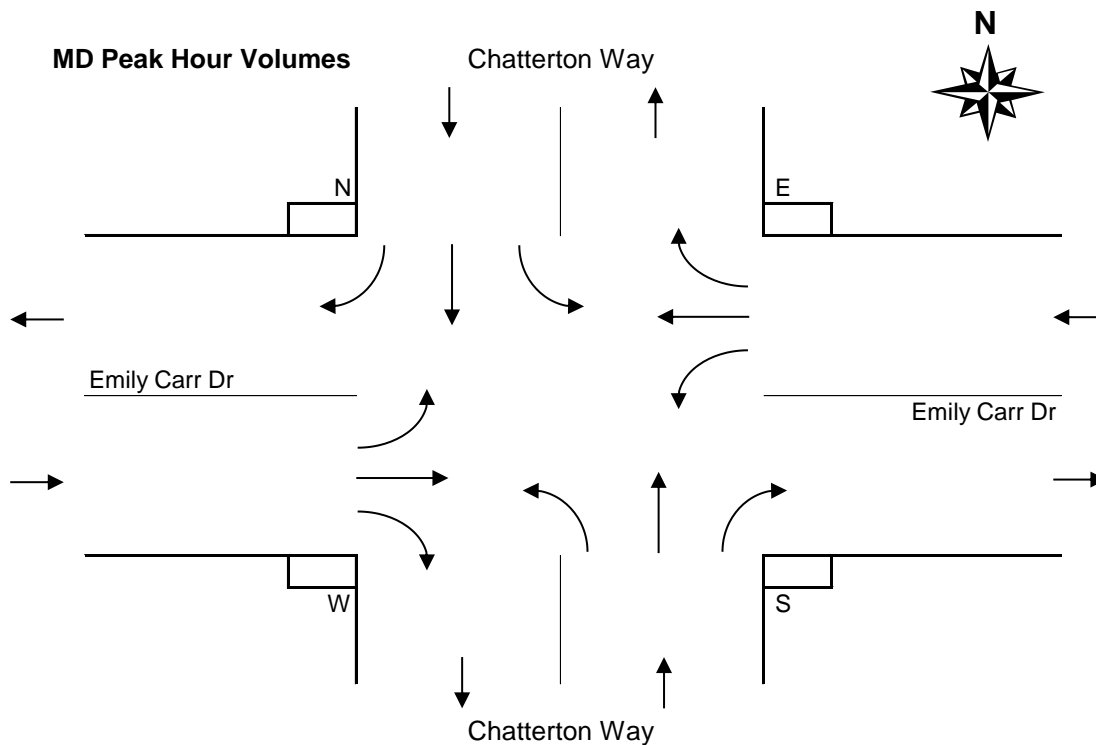 N
MD Peak Hour Volumes Chatterton Way
N E
Emily Carr Dr
Emily Carr Dr
W S
Chatterton Way